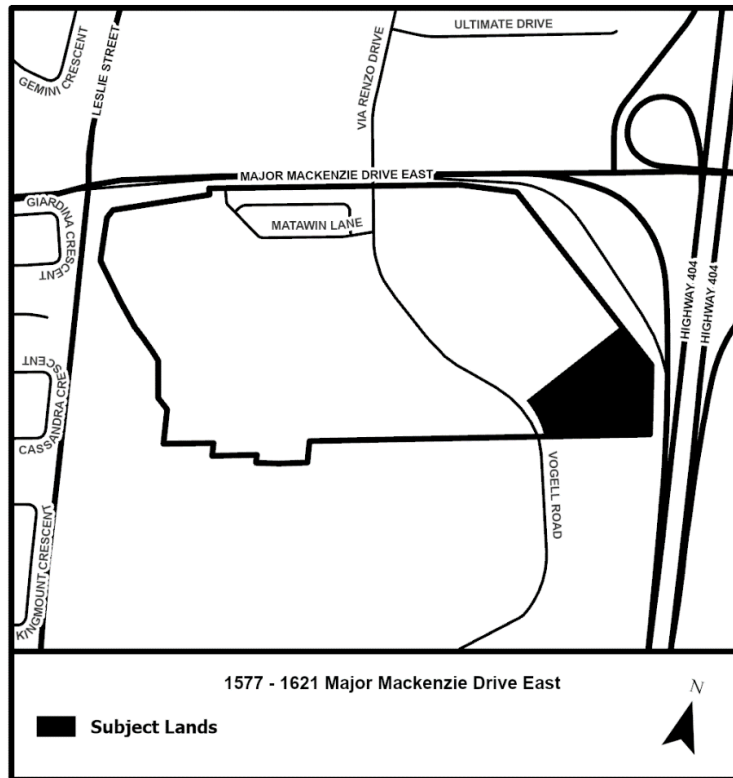 ULTIMATE DRIVE
GEMINI CRESCENT
LESLIE STREET
VIA RENZO DRIVE
MAJOR MACKENZIE DRIVE EAST
GIARDINA CRESCENT
MATAWIN LANE
HIGHWAY 404
HIGHWAY 404
CASSANDRA CRESCENT
VOGELL ROAD
KINGMOUNT CRESCENT
1577 - 1621 Major Mackenzie Drive East
N
Subject Lands